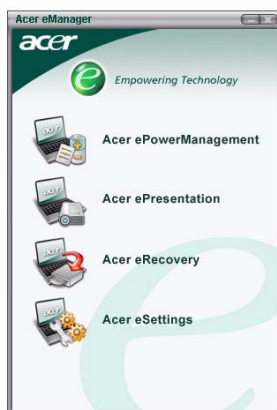 Acer eManager
acer
e Empowering Technology
Acer ePowerManagement
Acer ePresentation
Acer eRecovery
Acer eSettings